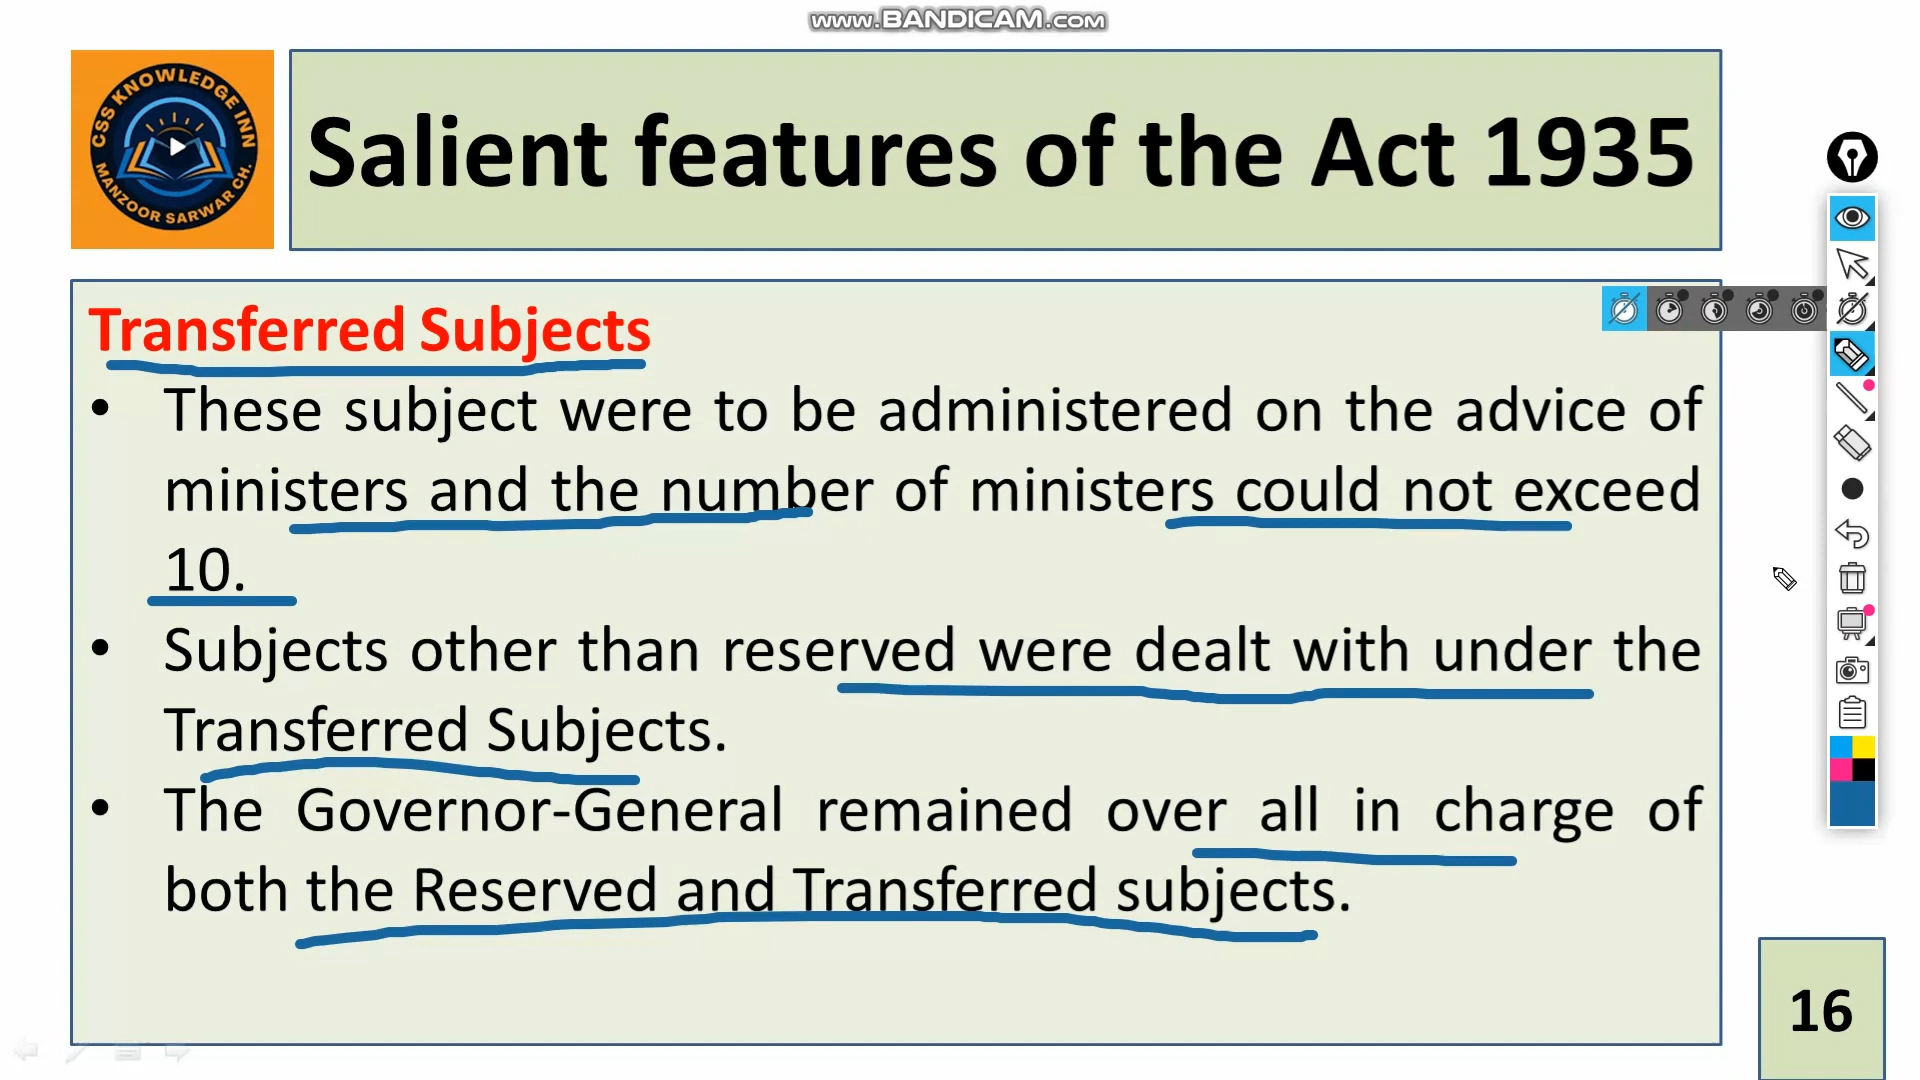 www.BANDICAM.com
CSS KNOWLEDGE INN
MANZOOR SARWAR CH.
Salient features of the Act 1935
Transferred Subjects
• These subject were to be administered on the advice of
ministers and the number of ministers could not exceed
10.
• Subjects other than reserved were dealt with under the
Transferred Subjects.
• The Governor-General remained over all in charge of
both the Reserved and Transferred subjects.
16